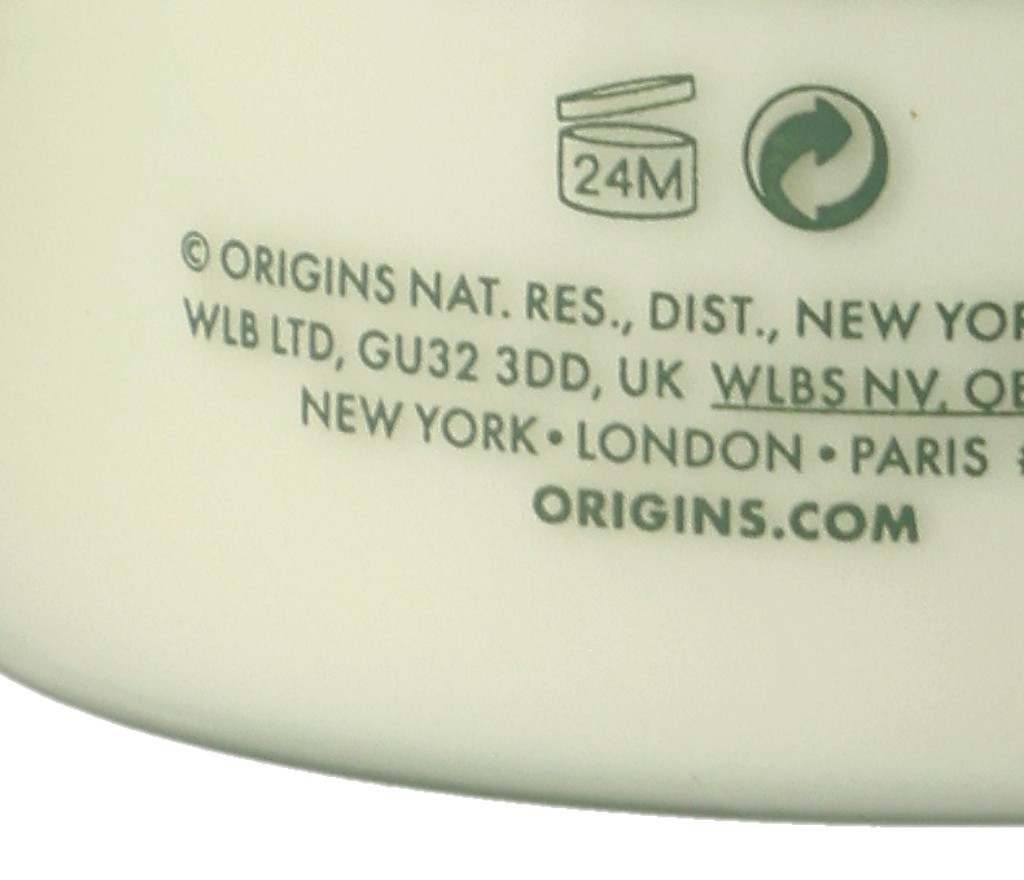 24M
© ORIGINS NAT. RES., DIST., NEW
WLB LTD, GU32 3DD, UK WLBS NV,
NEW YORK • LONDON • PARIS
ORIGINS.COM